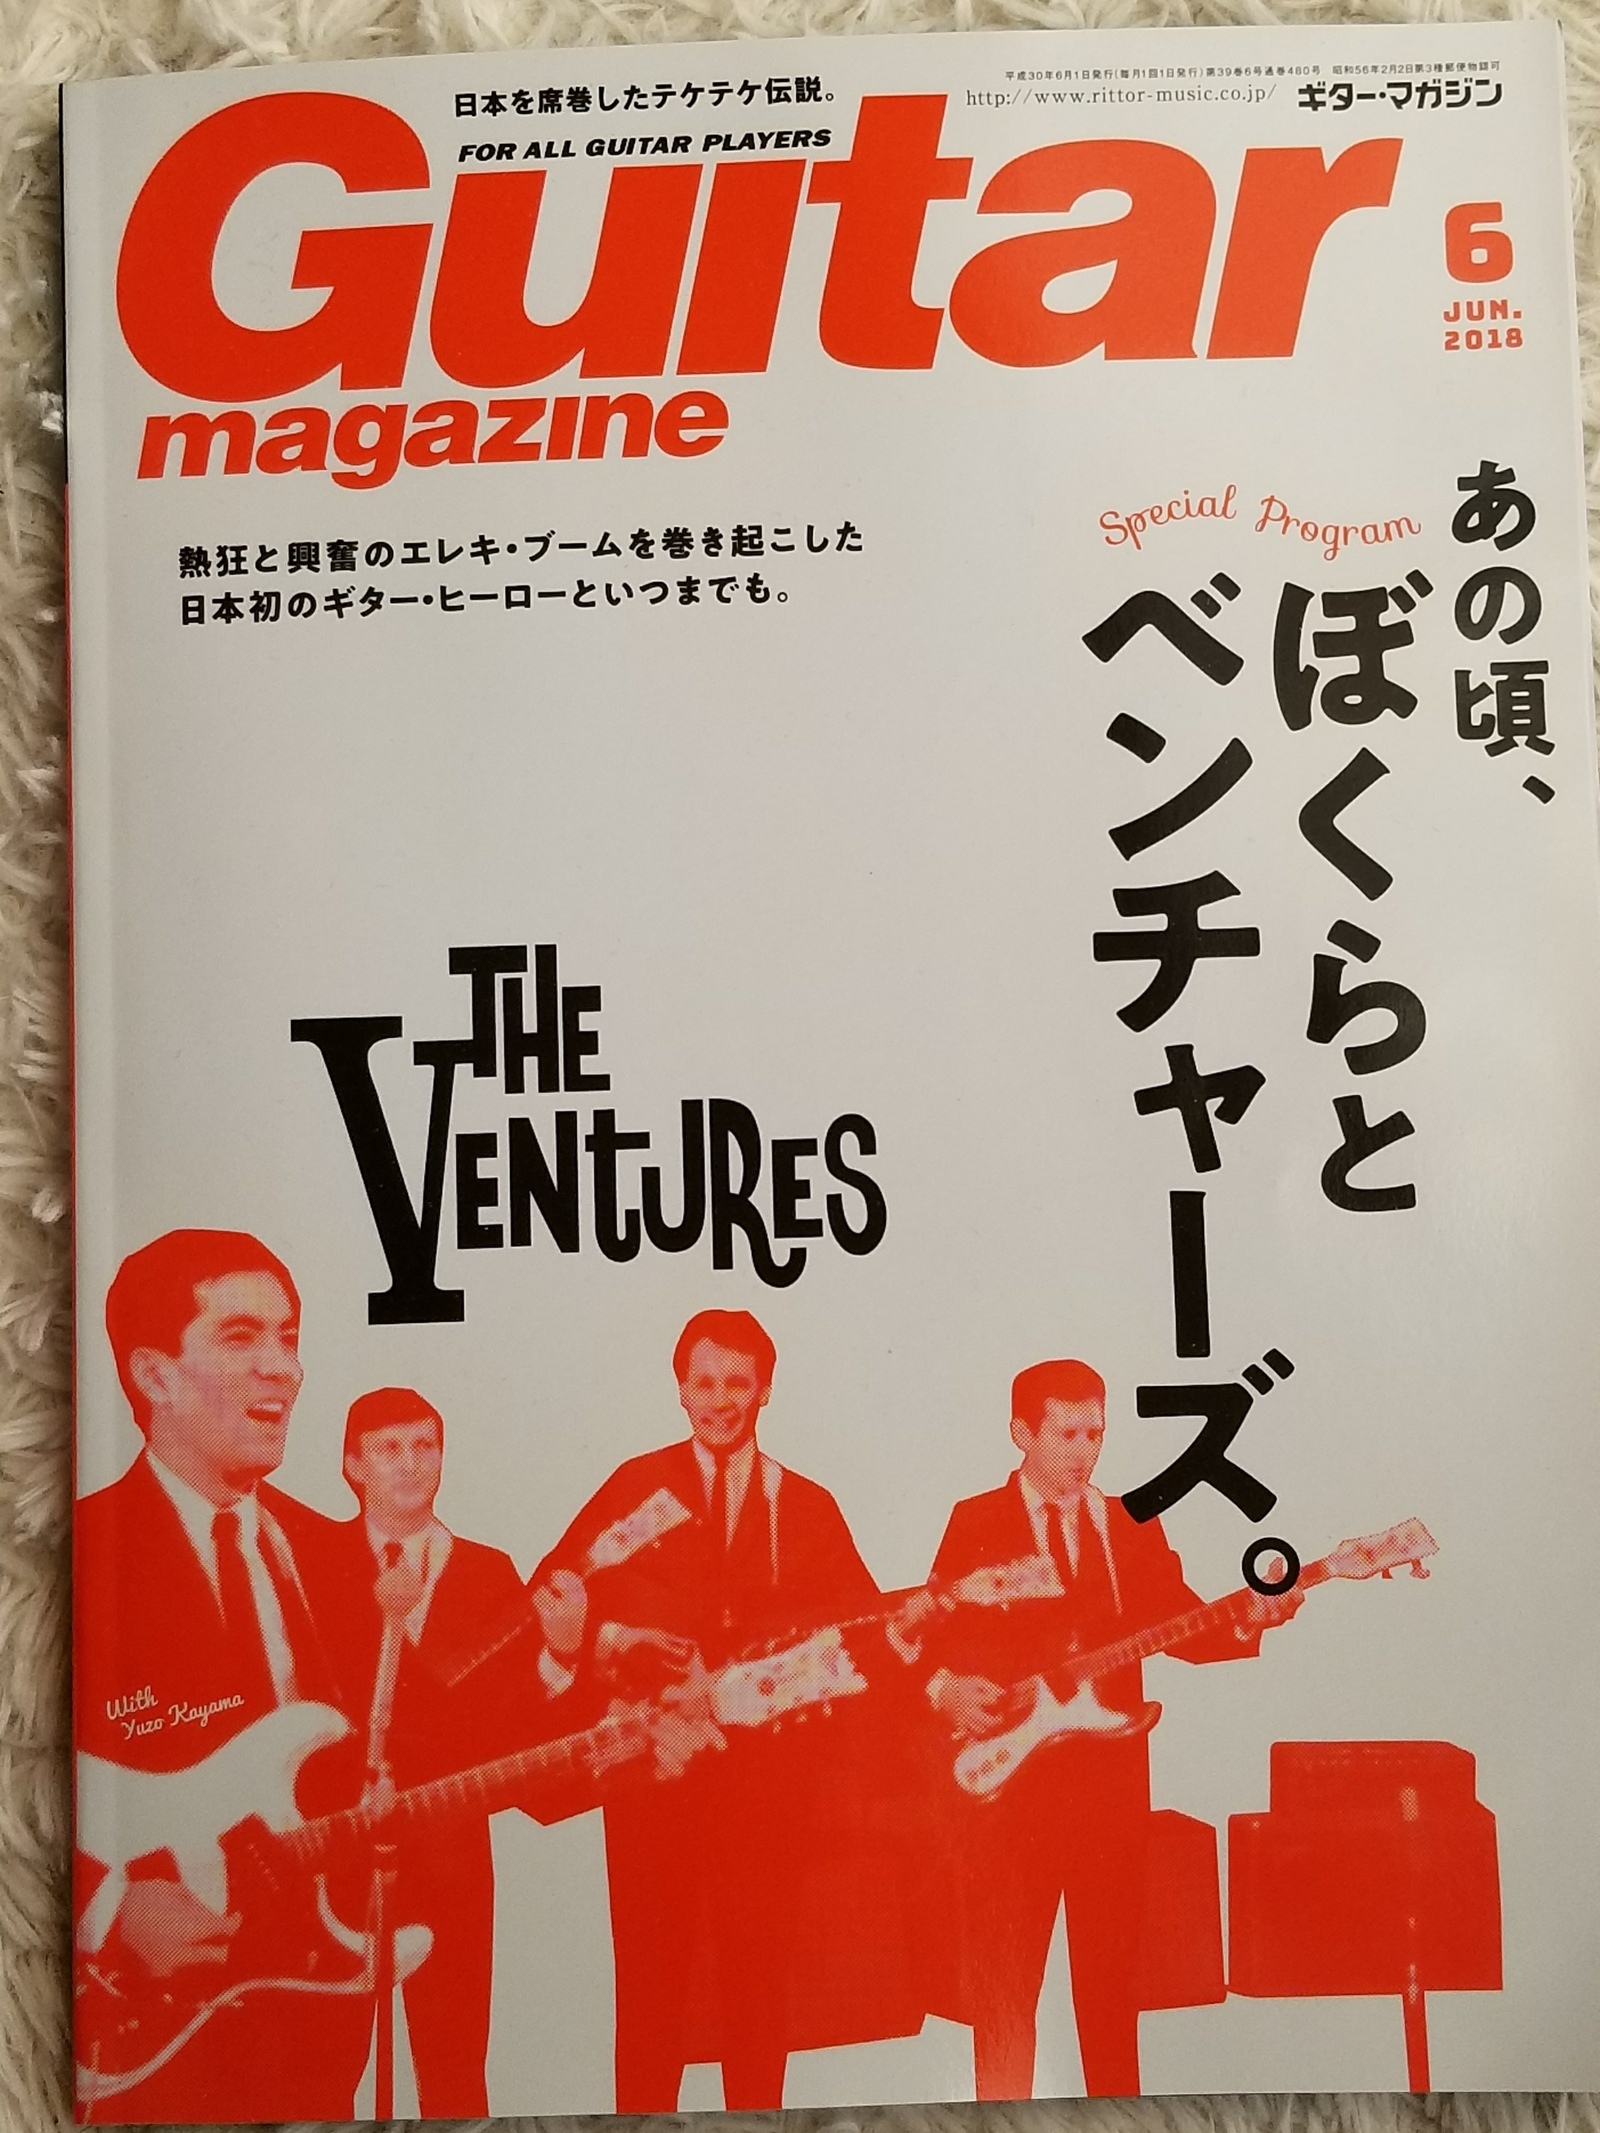 平成30年6月1日発行(毎月1回1日発行)第39巻6号通巻480号 昭和56年2月2日第3種郵便物認可
日本を席巻したテケテケ伝説。
http://www.rittor-music.co.jp/ ギター・マガジン
FOR ALL GUITAR PLAYERS
Guitar
magazine
6
JUN.
2018
熱狂と興奮のエレキ・ブームを巻き起こした
日本初のギター・ヒーローといつまでも。
Special Program
あの頃、
ぼくらと
ベンチャーズ。
THE
VENTURES
With
Yuzo Kayama